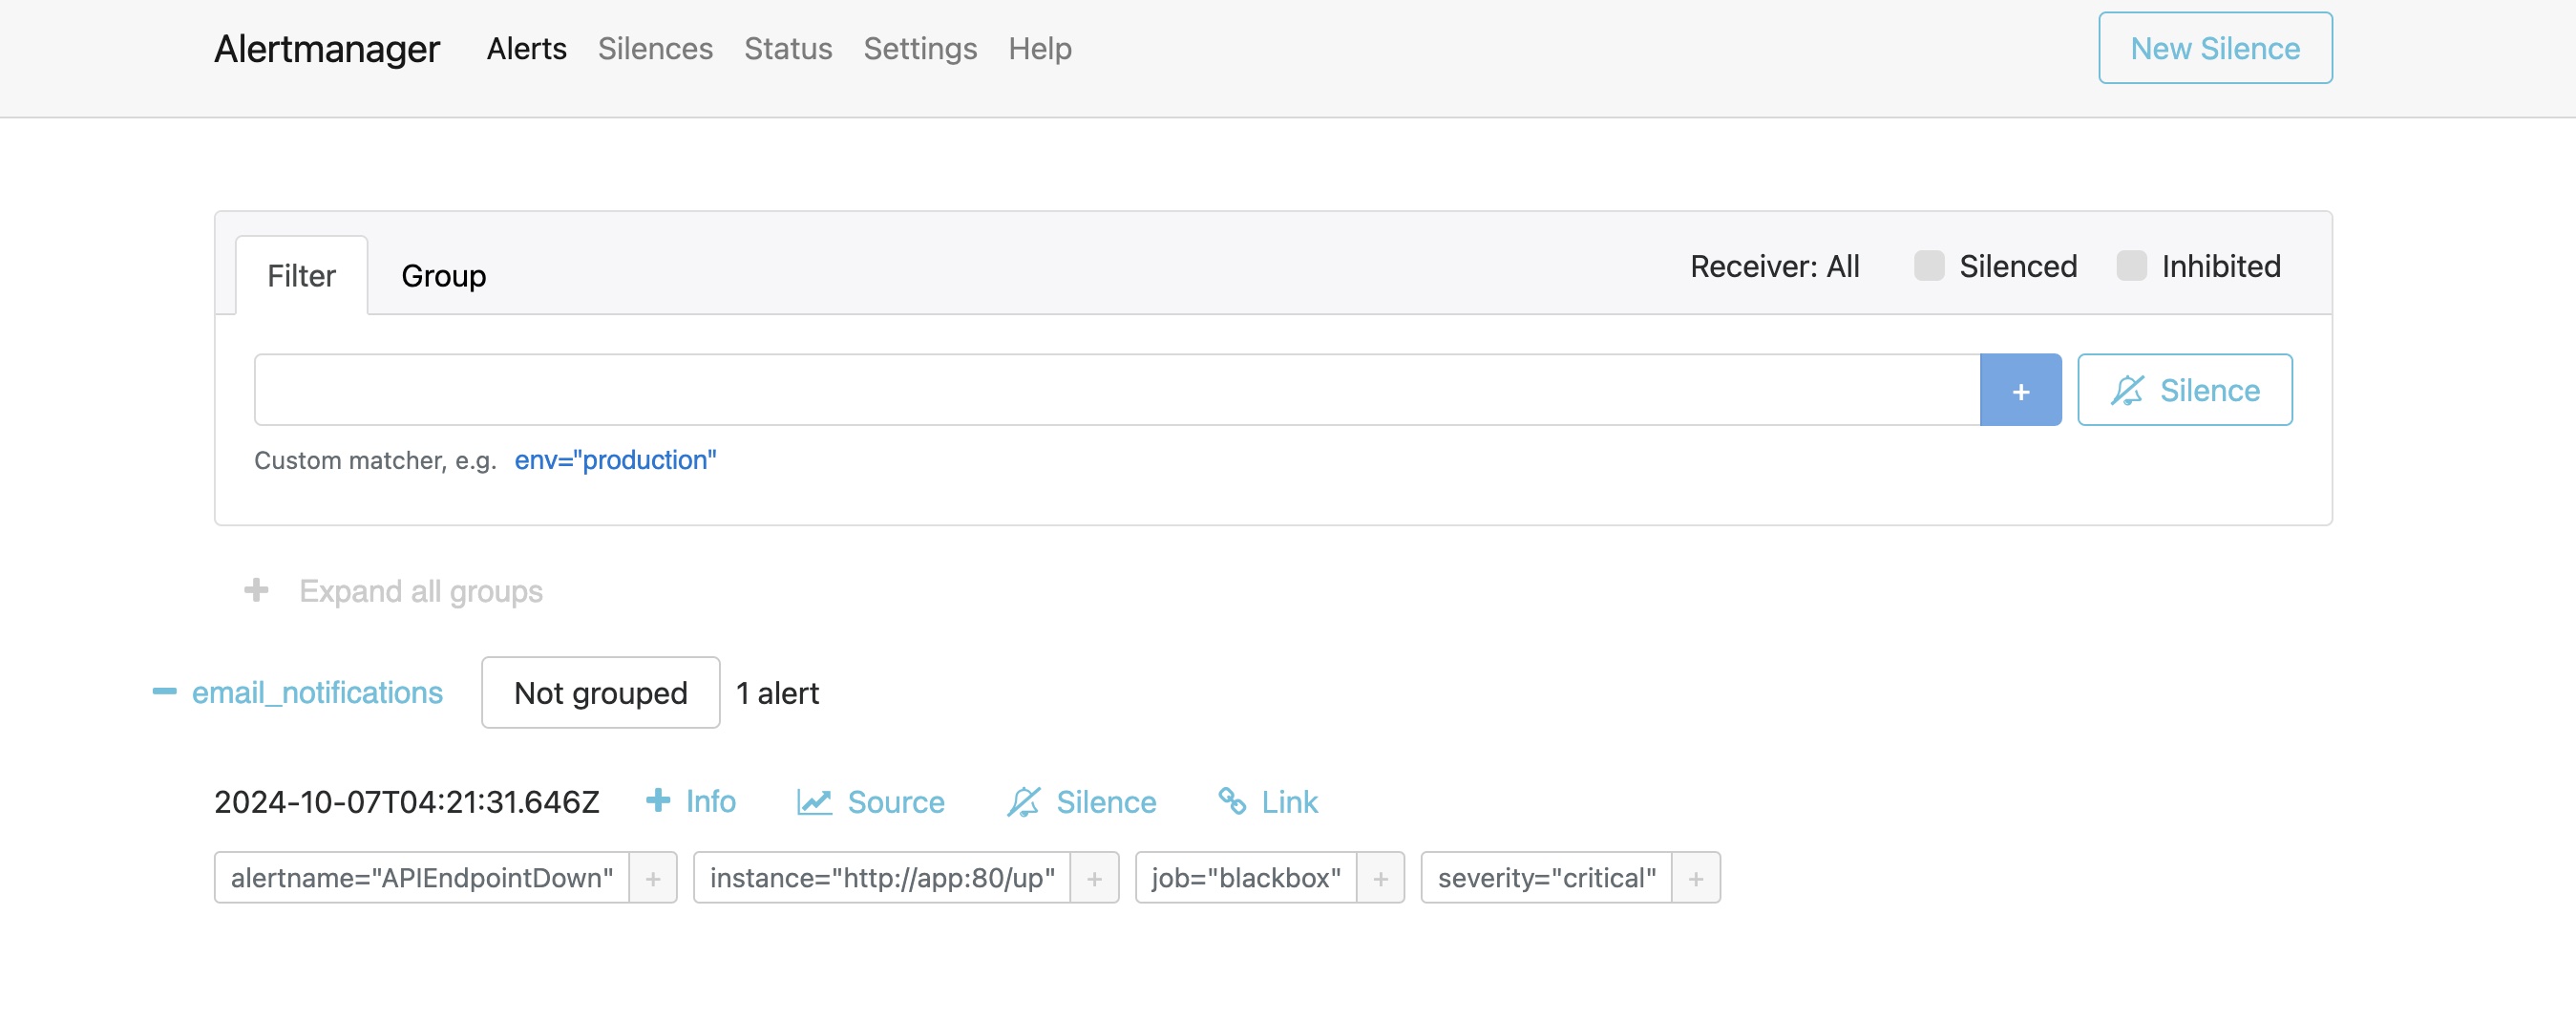 Alertmanager Alerts Silences Status Settings Help New Silence
Filter Group Receiver: All Silenced Inhibited
+ Silence
Custom matcher, e.g. env="production"
+ Expand all groups
email_notifications Not grouped 1 alert
2024-10-07T04:21:31.646Z + Info Source Silence Link
alertname="APIEndpointDown" + instance="http://app:80/up" + job="blackbox" + severity="critical" +